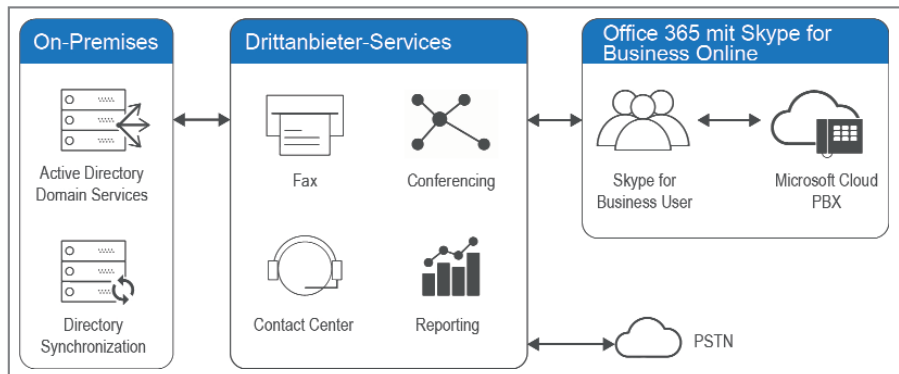 On-Premises
Active Directory
Domain Services
Directory
Synchronization
Drittanbieter-Services
Fax
Conferencing
Contact Center
Reporting
Office 365 mit Skype for
Business Online
Skype for
Business User
Microsoft Cloud
PBX
PSTN